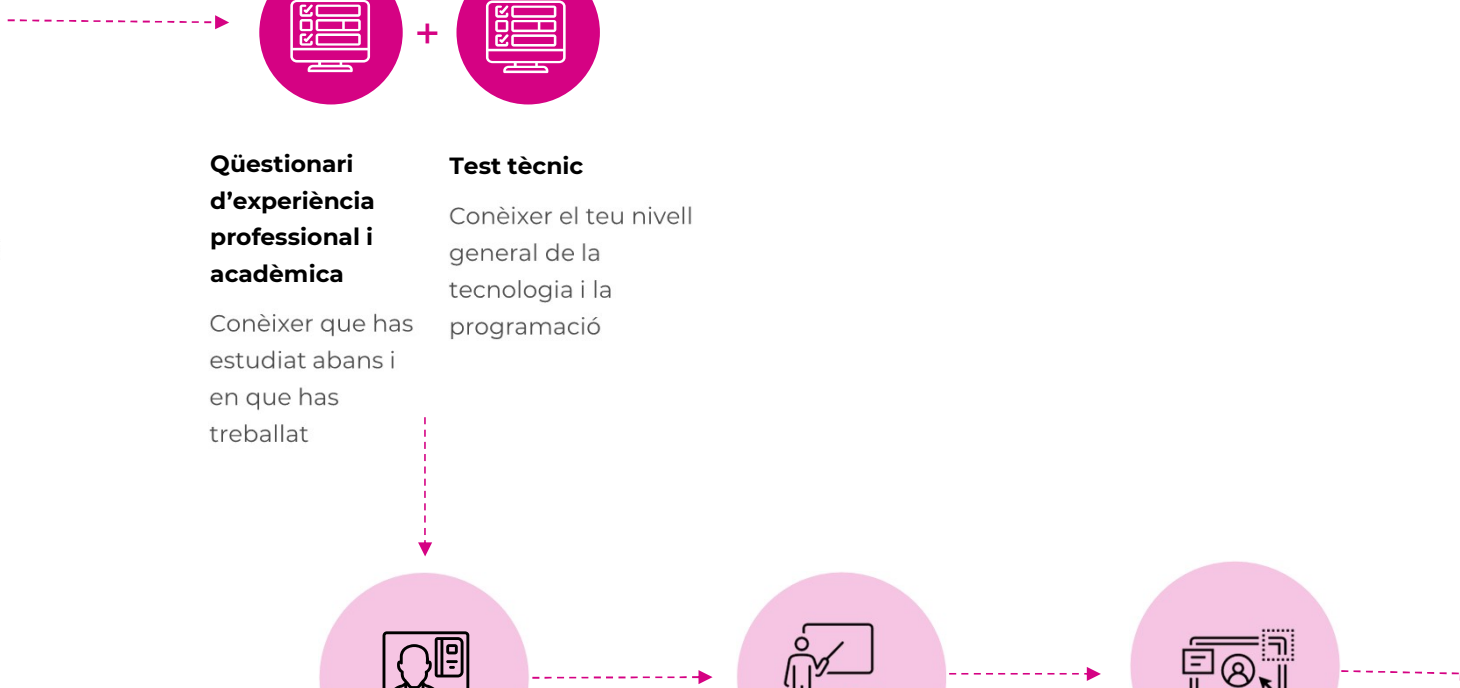 +
Qüestionari
d’experiència
professional i
acadèmica
Conèixer que has
estudiat abans i
en que has
treballat
Test tècnic
Conèixer el teu nivell
general de la
tecnologia i la
programació